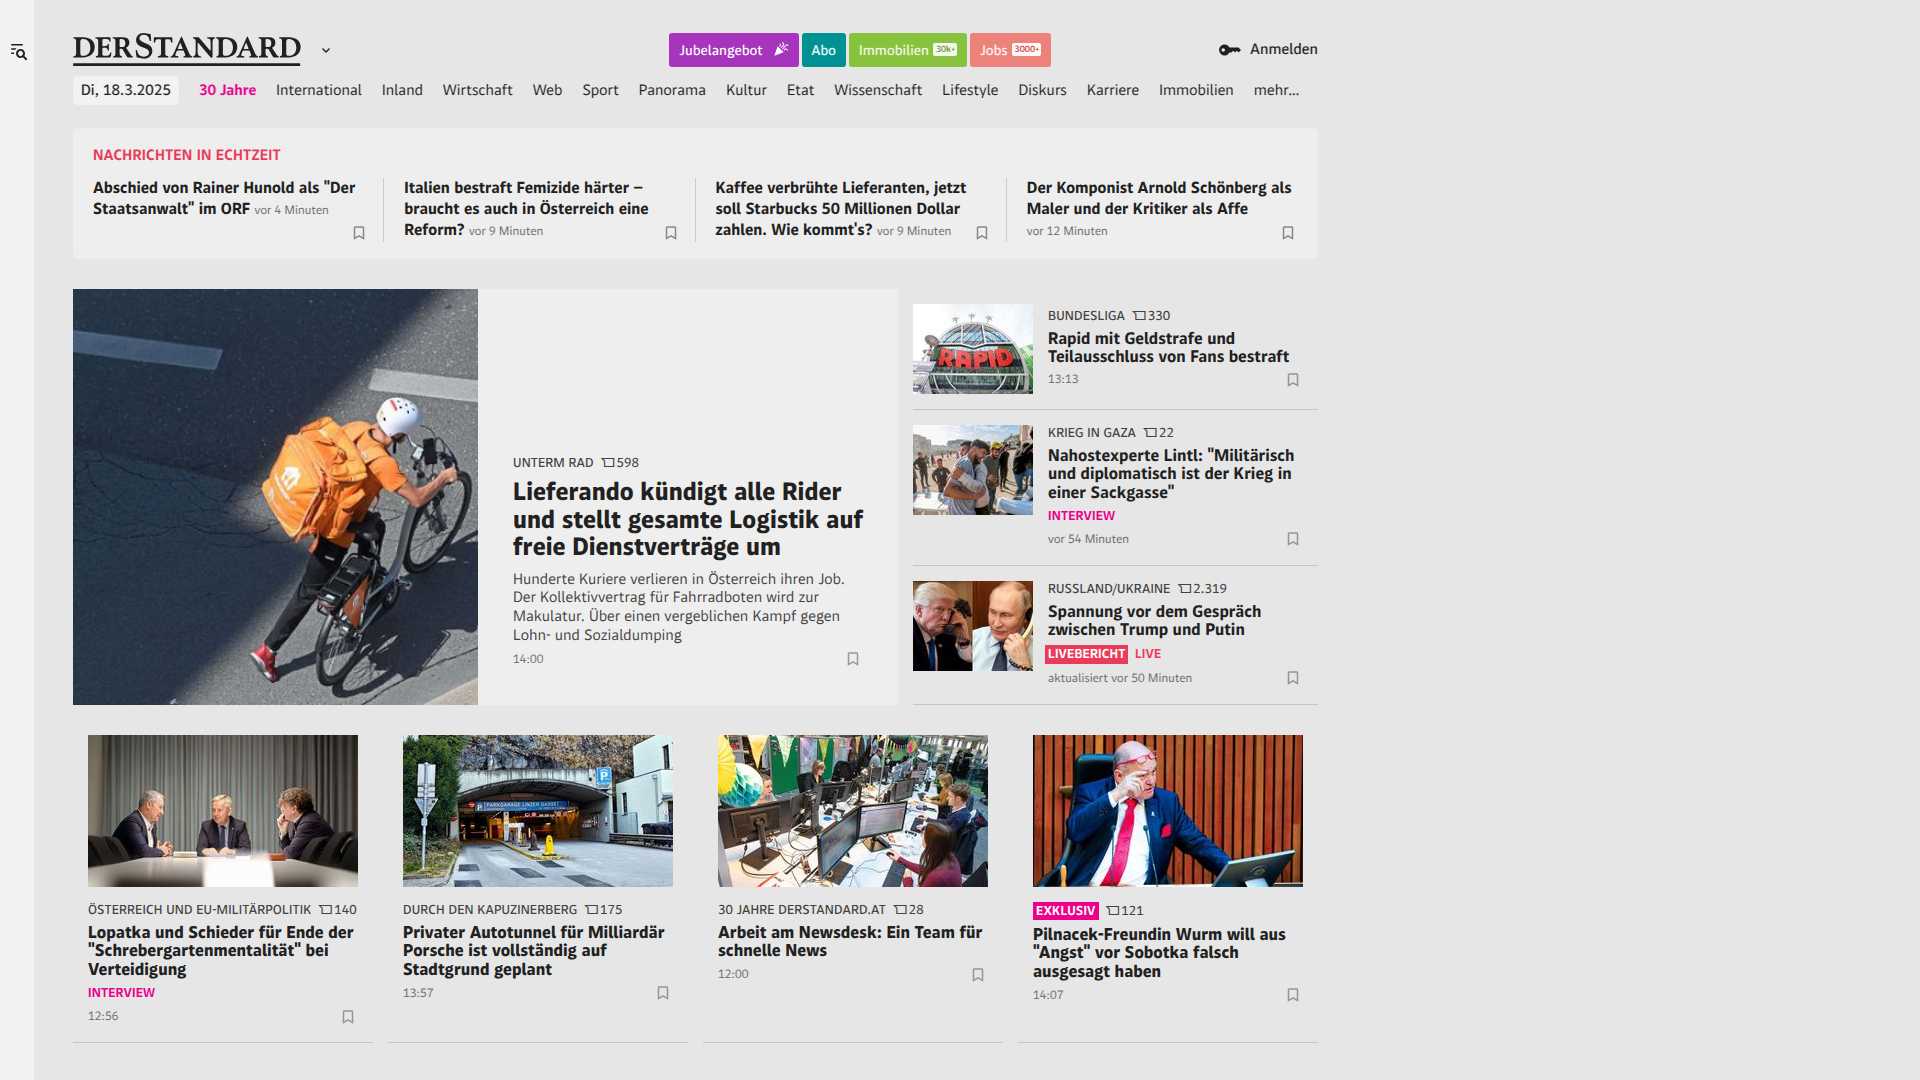 DERSTANDARD
Jubelangebot
Abo
Immobilien 30k+
Jobs 3000+
Anmelden
Di, 18.3.2025
30 Jahre
International
Inland
Wirtschaft
Web
Sport
Panorama
Kultur
Etat
Wissenschaft
Lifestyle
Diskurs
Karriere
Immobilien
mehr...
NACHRICHTEN IN ECHTZEIT
Abschied von Rainer Hunold als "Der
Staatsanwalt" im ORF vor 4 Minuten
Italien bestraft Femizide härter –
braucht es auch in Österreich eine
Reform? vor 9 Minuten
Kaffee verbrühte Lieferanten, jetzt
soll Starbucks 50 Millionen Dollar
zahlen. Wie kommt's? vor 9 Minuten
Der Komponist Arnold Schönberg als
Maler und der Kritiker als Affe
vor 12 Minuten
UNTERM RAD 598
Lieferando kündigt alle Rider
und stellt gesamte Logistik auf
freie Dienstverträge um
Hunderte Kuriere verlieren in Österreich ihren Job.
Der Kollektivvertrag für Fahrradboten wird zur
Makulatur. Über einen vergeblichen Kampf gegen
Lohn- und Sozialdumping
14:00
RAPID
BUNDESLIGA 330
Rapid mit Geldstrafe und
Teilausschluss von Fans bestraft
13:13
KRIEG IN GAZA 22
Nahostexperte Lintl: "Militärisch
und diplomatisch ist der Krieg in
einer Sackgasse"
INTERVIEW
vor 54 Minuten
RUSSLAND/UKRAINE 2.319
Spannung vor dem Gespräch
zwischen Trump und Putin
LIVEBERICHT LIVE
aktualisiert vor 50 Minuten
ÖSTERREICH UND EU-MILITÄRPOLITIK 140
Lopatka und Schieder für Ende der
"Schrebergartenmentalität" bei
Verteidigung
INTERVIEW
12:56
P
P PARKGARAGE LINZER GASSE
DURCH DEN KAPUZINERBERG 175
Privater Autotunnel für Milliardär
Porsche ist vollständig auf
Stadtgrund geplant
13:57
30 JAHRE DERSTANDARD.AT 28
Arbeit am Newsdesk: Ein Team für
schnelle News
12:00
EXKLUSIV 121
Pilnacek-Freundin Wurm will aus
"Angst" vor Sobotka falsch
ausgesagt haben
14:07